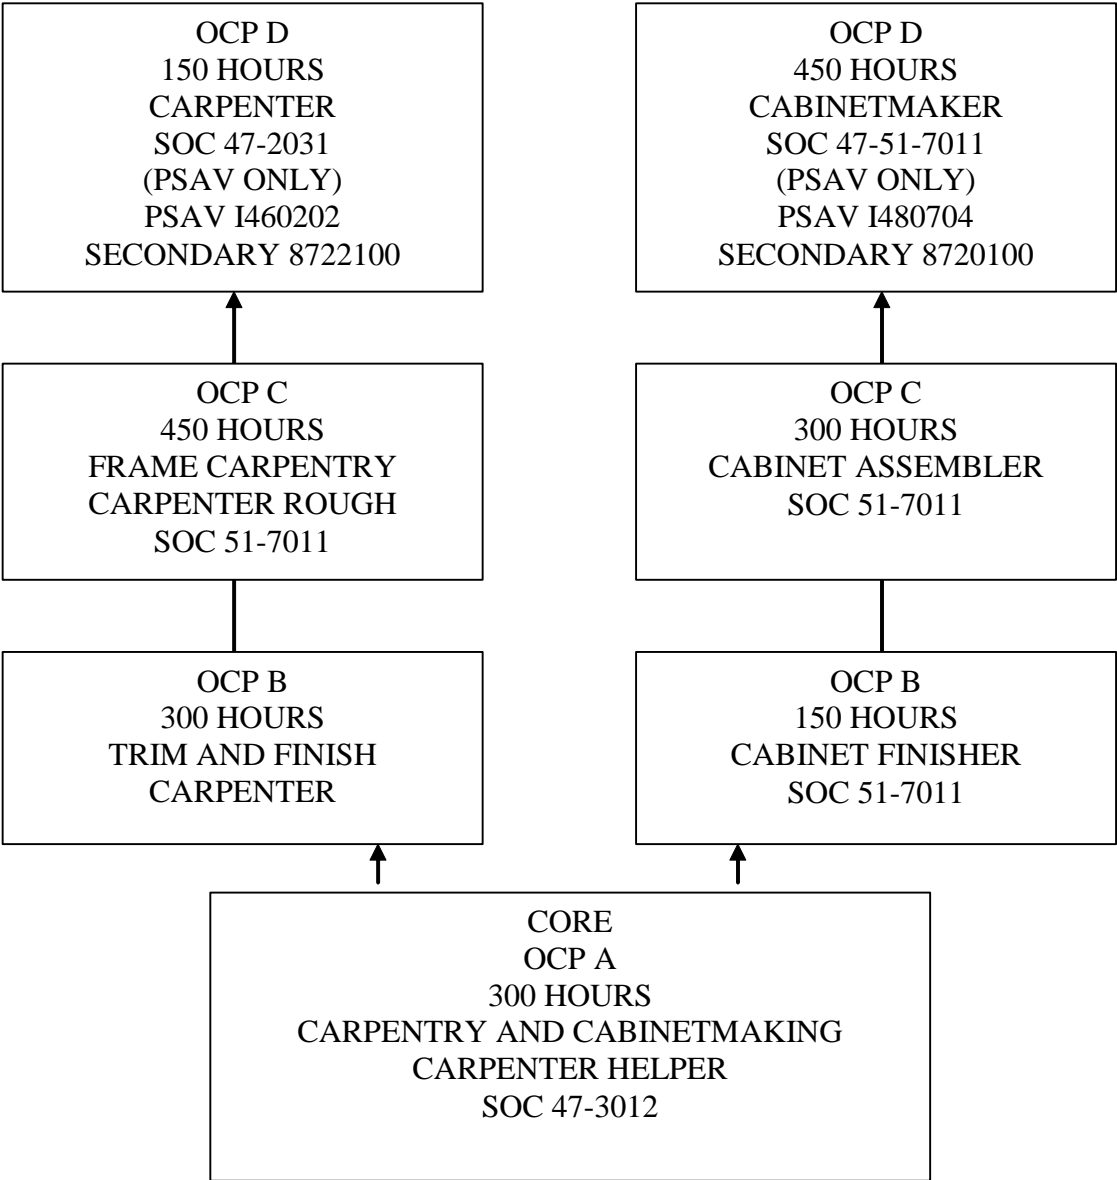 OCP D
150 HOURS
CARPENTER
SOC 47-2031
(PSAV ONLY)
PSAV I460202
SECONDARY 8722100
OCP D
450 HOURS
CABINETMAKER
SOC 47-51-7011
(PSAV ONLY)
PSAV I480704
SECONDARY 8720100
OCP C
450 HOURS
FRAME CARPENTRY
CARPENTER ROUGH
SOC 51-7011
OCP C
300 HOURS
CABINET ASSEMBLER
SOC 51-7011
OCP B
300 HOURS
TRIM AND FINISH
CARPENTER
OCP B
150 HOURS
CABINET FINISHER
SOC 51-7011
CORE
OCP A
300 HOURS
CARPENTRY AND CABINETMAKING
CARPENTER HELPER
SOC 47-3012